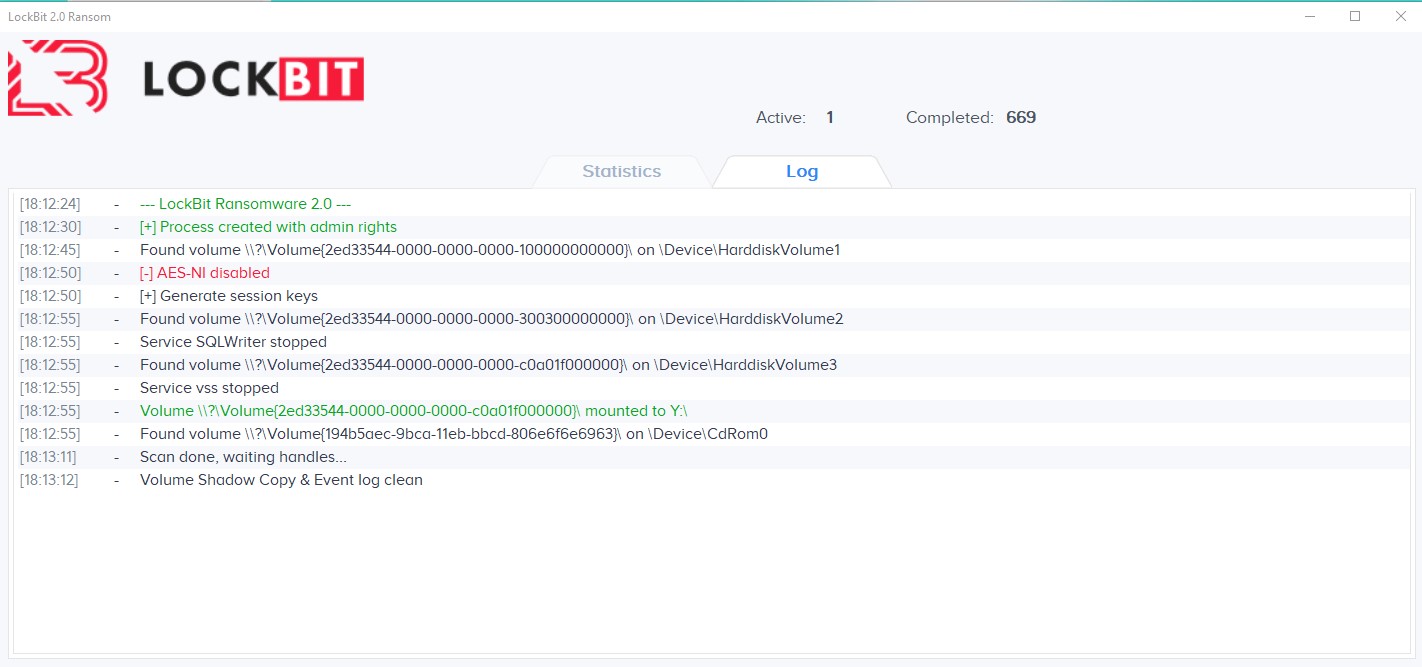 LockBit 2.0 Ransom
LOCKBIT
Active: 1 Completed: 669
Statistics Log
[18:12:24] - --- LockBit Ransomware 2.0 ---
[18:12:30] - [+] Process created with admin rights
[18:12:45] - Found volume \\?\Volume{2ed33544-0000-0000-0000-100000000000}\ on \Device\HarddiskVolume1
[18:12:50] - [-] AES-NI disabled
[18:12:50] - [+] Generate session keys
[18:12:55] - Found volume \\?\Volume{2ed33544-0000-0000-0000-300300000000}\ on \Device\HarddiskVolume2
[18:12:55] - Service SQLWriter stopped
[18:12:55] - Found volume \\?\Volume{2ed33544-0000-0000-0000-c0a01f000000}\ on \Device\HarddiskVolume3
[18:12:55] - Service vss stopped
[18:12:55] - Volume \\?\Volume{2ed33544-0000-0000-0000-c0a01f000000}\ mounted to Y:\
[18:12:55] - Found volume \\?\Volume{194b5aec-9bca-11eb-bbcd-806e6f6e6963}\ on \Device\CdRom0
[18:13:11] - Scan done, waiting handles...
[18:13:12] - Volume Shadow Copy & Event log clean